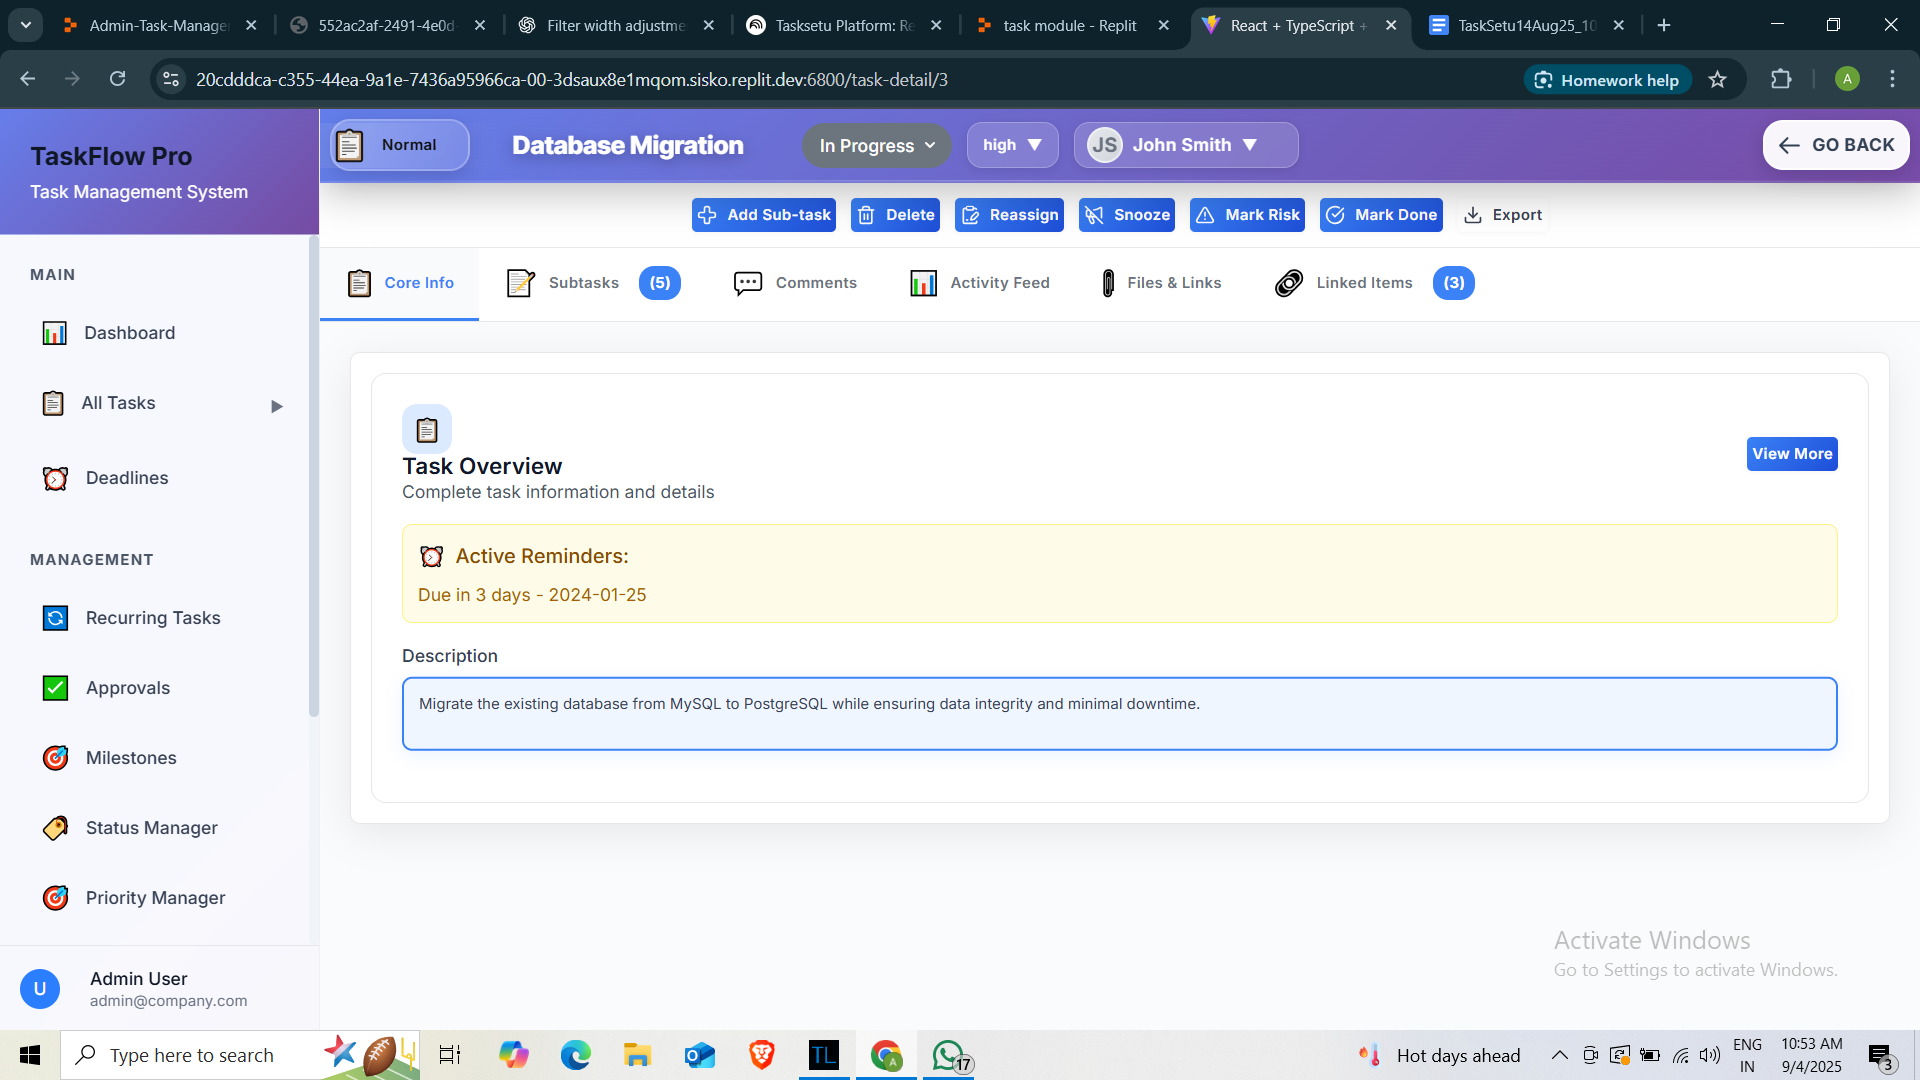 Admin-Task-Manage
552ac2af-2491-4e0d-
Filter width adjustme
Tasksetu Platform: Re
task module - Replit
React + TypeScript +
TaskSetu14Aug25_10
20cdddca-c355-44ea-9a1e-7436a95966ca-00-3dsaux8e1mqom.sisko.replit.dev:6800/task-detail/3
Homework help
A
TaskFlow Pro
Task Management System
Normal
Database Migration
In Progress
high ▼
JS John Smith ▼
← GO BACK
Add Sub-task
Delete
Reassign
Snooze
Mark Risk
Mark Done
Export
Core Info
Subtasks (5)
Comments
Activity Feed
Files & Links
Linked Items (3)
MAIN
Dashboard
All Tasks ▶
Deadlines
MANAGEMENT
Recurring Tasks
Approvals
Milestones
Status Manager
Priority Manager
U
Admin User
admin@company.com
Task Overview
Complete task information and details
View More
Active Reminders:
Due in 3 days - 2024-01-25
Description
Migrate the existing database from MySQL to PostgreSQL while ensuring data integrity and minimal downtime.
Activate Windows
Go to Settings to activate Windows.
Type here to search
TL
A
17
Hot days ahead
ENG
IN
10:53 AM
9/4/2025
3